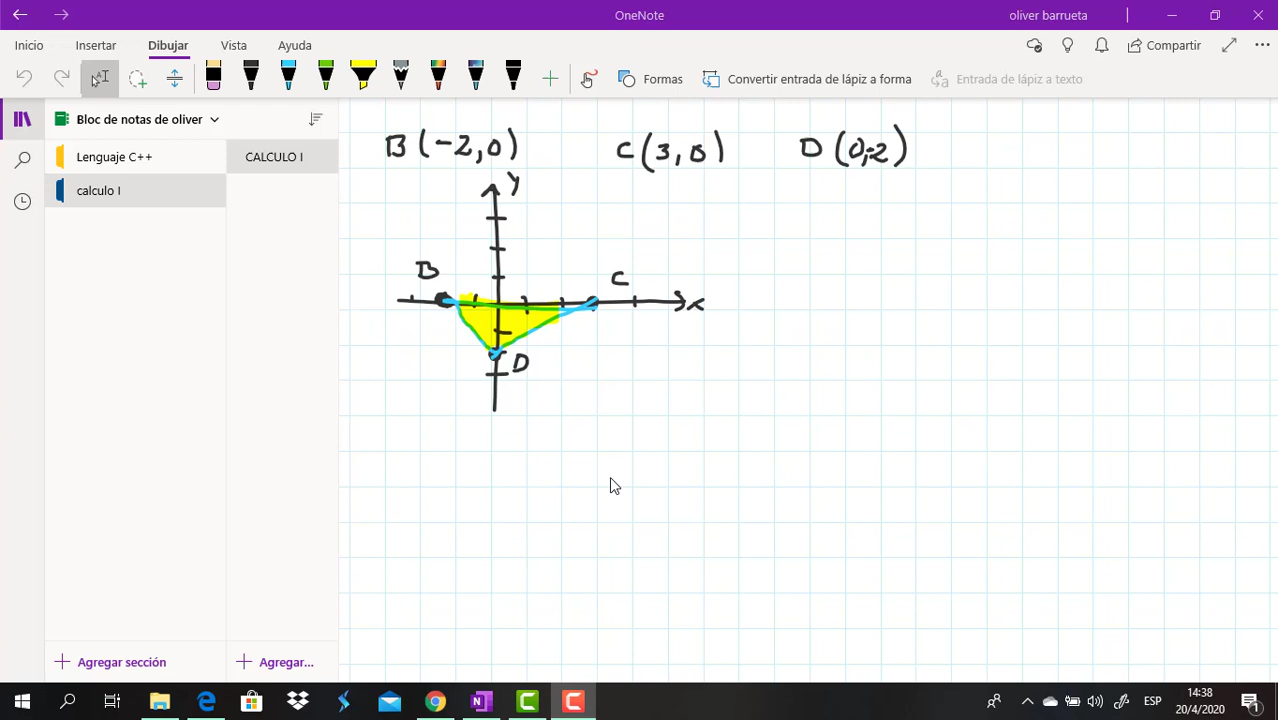 OneNote
oliver barrueta
Inicio Insertar Dibujar Vista Ayuda
Compartir
Formas Convertir entrada de lápiz a forma Entrada de lápiz a texto
Bloc de notas de oliver
Lenguaje C++ CALCULO I
calculo I
B(-2,0) C(3,0) D(0,-2)
y
B C
x
D
Agregar sección Agregar...
ESP 14:38
20/4/2020
1